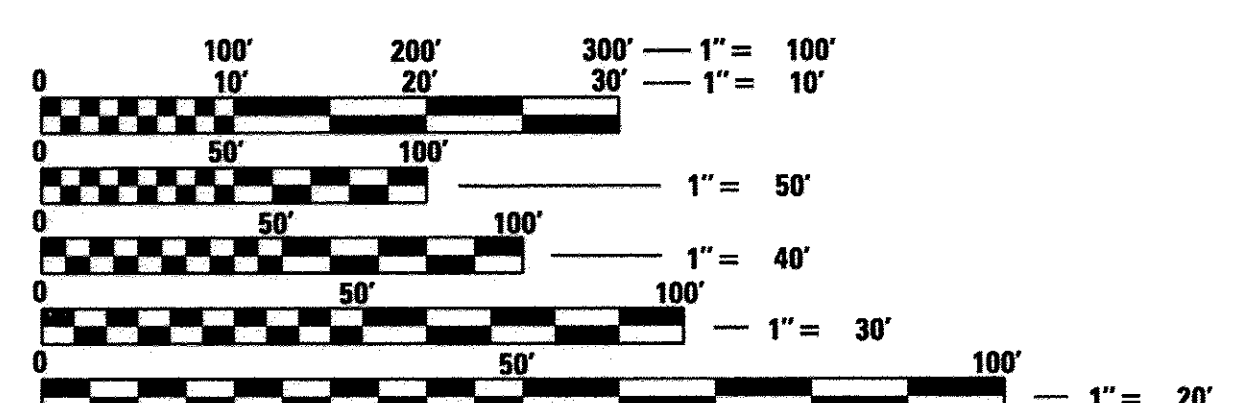 100′ 200′ 300′ — 1″ = 100′
0 10′ 20′ 30′ — 1″ = 10′
0 50′ 100′
1″ = 50′
0 50′ 100′
1″ = 40′
0 50′ 100′
1″ = 30′
0 50′ 100′
1″ = 20′